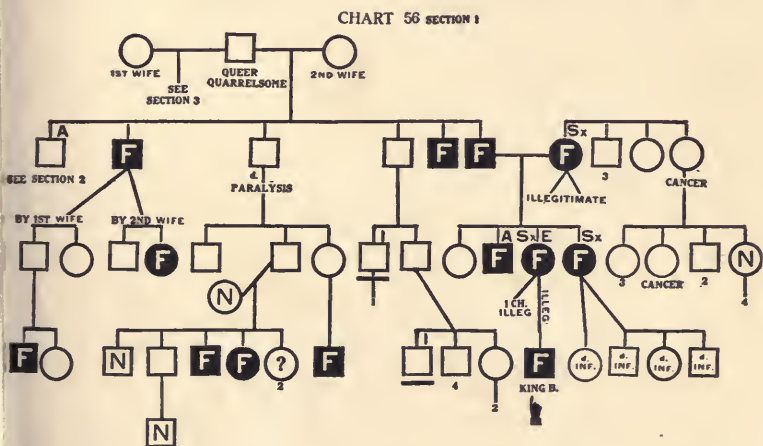 CHART 56 SECTION 1
1ST WIFE
SEE
SECTION 3
QUEER
QUARRELSOME
2ND WIFE
A
F
d.
PARALYSIS
F
F
F
Sx
3
CANCER
SEE SECTION 2
ILLEGITIMATE
BY 1ST WIFE
BY 2ND WIFE
F
N
A
F
Sx
E
F
Sx
F
3
CANCER
2
N
4
1 CH.
ILLEG
ILLEG.
F
N
F
F
?
2
F
4
2
F
KING B.
d.
INF.
d.
INF.
d.
INF.
d.
INF.
N